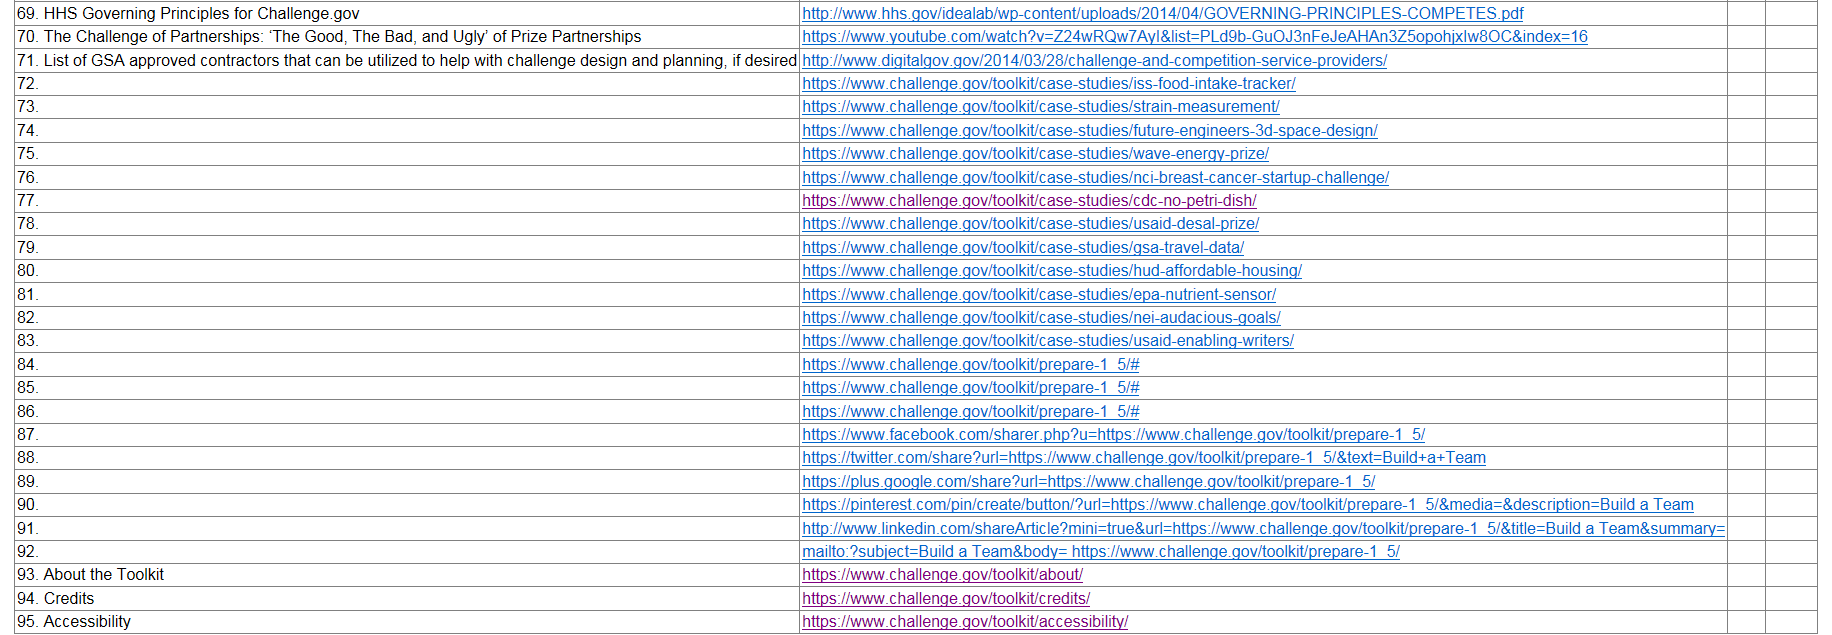 69. HHS Governing Principles for Challenge.gov http://www.hhs.gov/idealab/wp-content/uploads/2014/04/GOVERNING-PRINCIPLES-COMPETES.pdf
70. The Challenge of Partnerships: ‘The Good, The Bad, and Ugly’ of Prize Partnerships https://www.youtube.com/watch?v=Z24wRQw7AyI&list=PLd9b-GuOJ3nFeJeAHAn3Z5opohjxlw8OC&index=16
71. List of GSA approved contractors that can be utilized to help with challenge design and planning, if desired http://www.digitalgov.gov/2014/03/28/challenge-and-competition-service-providers/
72. https://www.challenge.gov/toolkit/case-studies/iss-food-intake-tracker/
73. https://www.challenge.gov/toolkit/case-studies/strain-measurement/
74. https://www.challenge.gov/toolkit/case-studies/future-engineers-3d-space-design/
75. https://www.challenge.gov/toolkit/case-studies/wave-energy-prize/
76. https://www.challenge.gov/toolkit/case-studies/nci-breast-cancer-startup-challenge/
77. https://www.challenge.gov/toolkit/case-studies/cdc-no-petri-dish/
78. https://www.challenge.gov/toolkit/case-studies/usaid-desal-prize/
79. https://www.challenge.gov/toolkit/case-studies/gsa-travel-data/
80. https://www.challenge.gov/toolkit/case-studies/hud-affordable-housing/
81. https://www.challenge.gov/toolkit/case-studies/epa-nutrient-sensor/
82. https://www.challenge.gov/toolkit/case-studies/nei-audacious-goals/
83. https://www.challenge.gov/toolkit/case-studies/usaid-enabling-writers/
84. https://www.challenge.gov/toolkit/prepare-1_5/#
85. https://www.challenge.gov/toolkit/prepare-1_5/#
86. https://www.challenge.gov/toolkit/prepare-1_5/#
87. https://www.facebook.com/sharer.php?u=https://www.challenge.gov/toolkit/prepare-1_5/
88. https://twitter.com/share?url=https://www.challenge.gov/toolkit/prepare-1_5/&text=Build+a+Team
89. https://plus.google.com/share?url=https://www.challenge.gov/toolkit/prepare-1_5/
90. https://pinterest.com/pin/create/button/?url=https://www.challenge.gov/toolkit/prepare-1_5/&media=&description=Build a Team
91. http://www.linkedin.com/shareArticle?mini=true&url=https://www.challenge.gov/toolkit/prepare-1_5/&title=Build a Team&summary=
92. mailto:?subject=Build a Team&body= https://www.challenge.gov/toolkit/prepare-1_5/
93. About the Toolkit https://www.challenge.gov/toolkit/about/
94. Credits https://www.challenge.gov/toolkit/credits/
95. Accessibility https://www.challenge.gov/toolkit/accessibility/